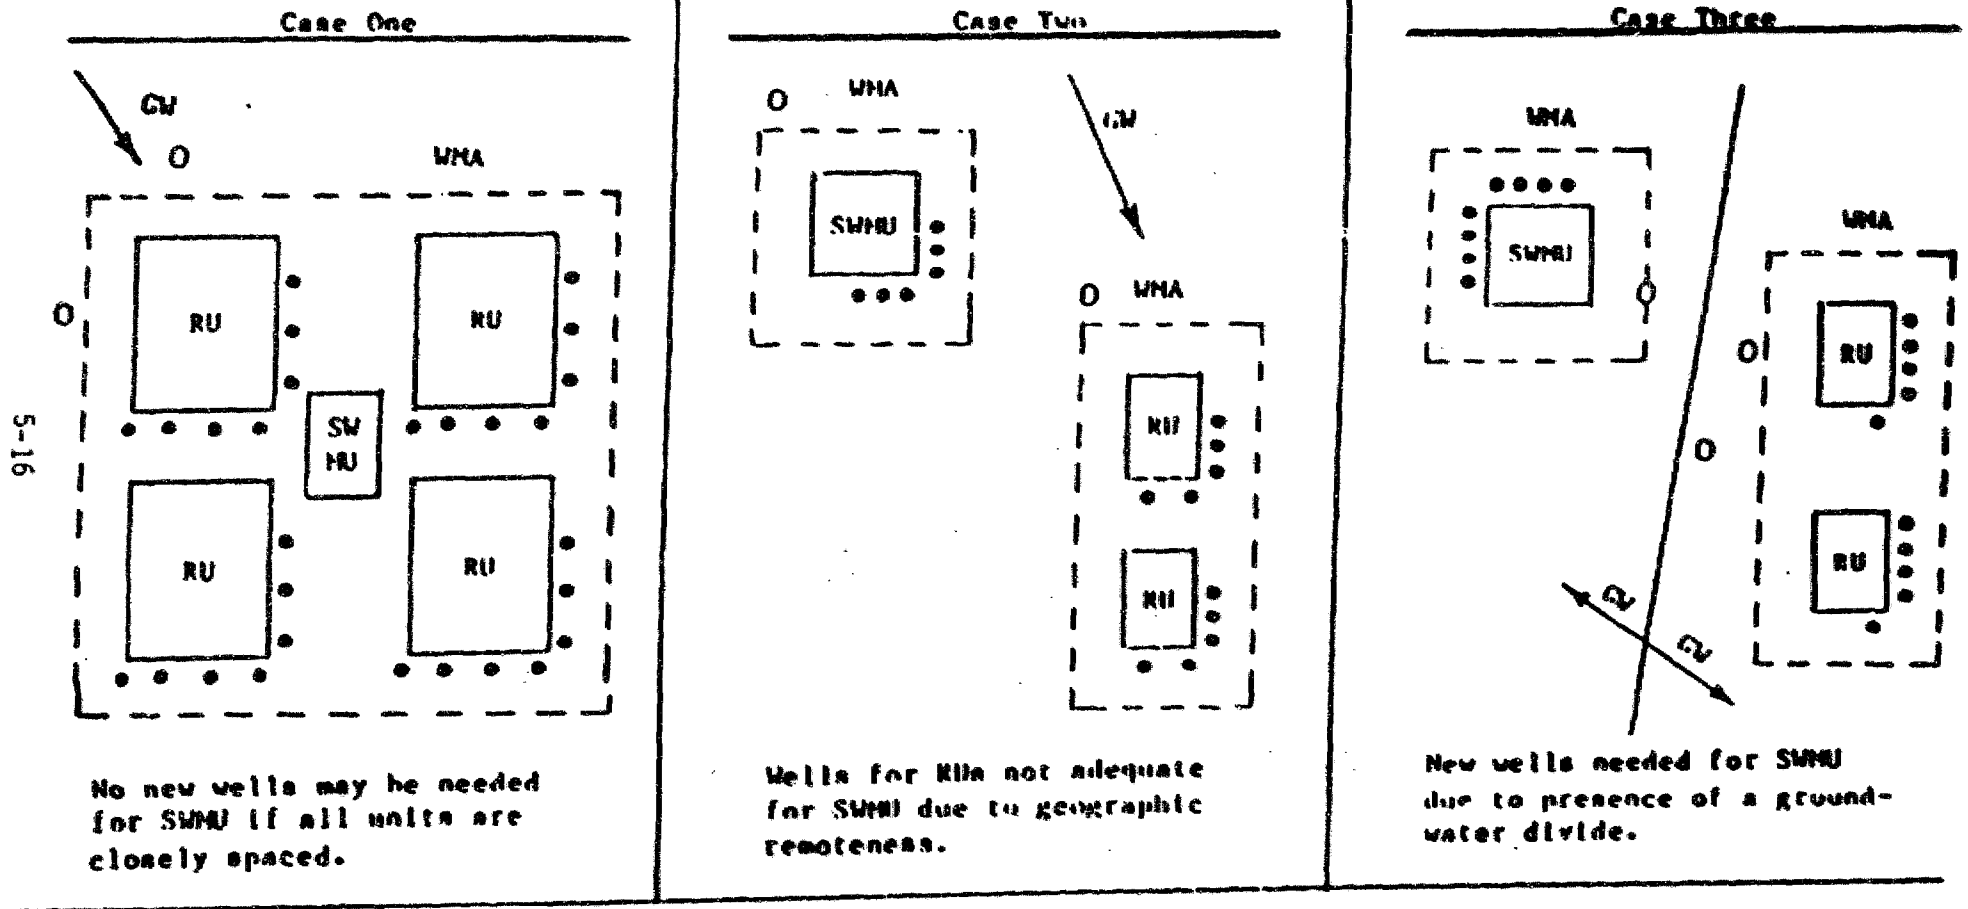 Case One
GW
O
WMA
RU
RU
O
SW
MU
RU
RU
No new wells may be needed
for SWMU if all units are
closely spaced.
Case Two
O
WMA
GW
SWMU
O
WMA
RU
RU
Wells for RUs not adequate
for SWMU due to geographic
remoteness.
Case Three
WMA
SWMU
O
WMA
O
RU
O
RU
GW
GW
New wells needed for SWMU
due to presence of a ground-
water divide.
5-16